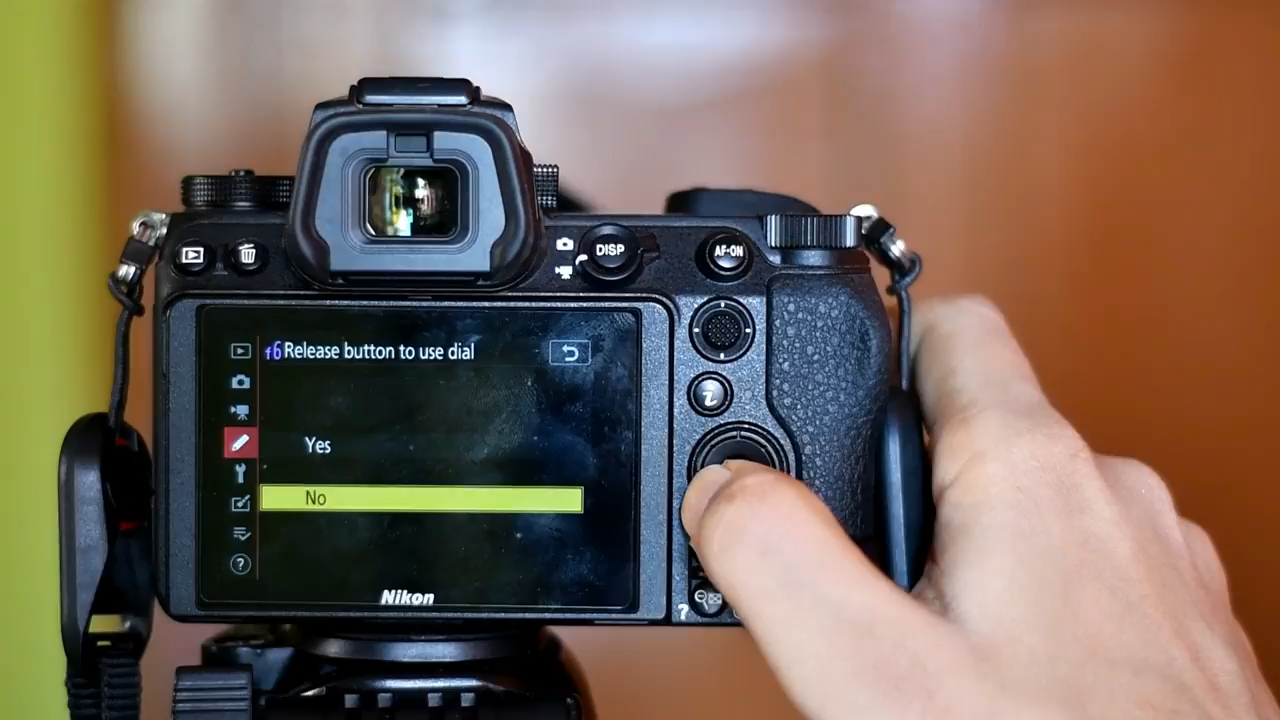 DISP
AF-ON
f6 Release button to use dial
i
Yes
No
?
Nikon
?